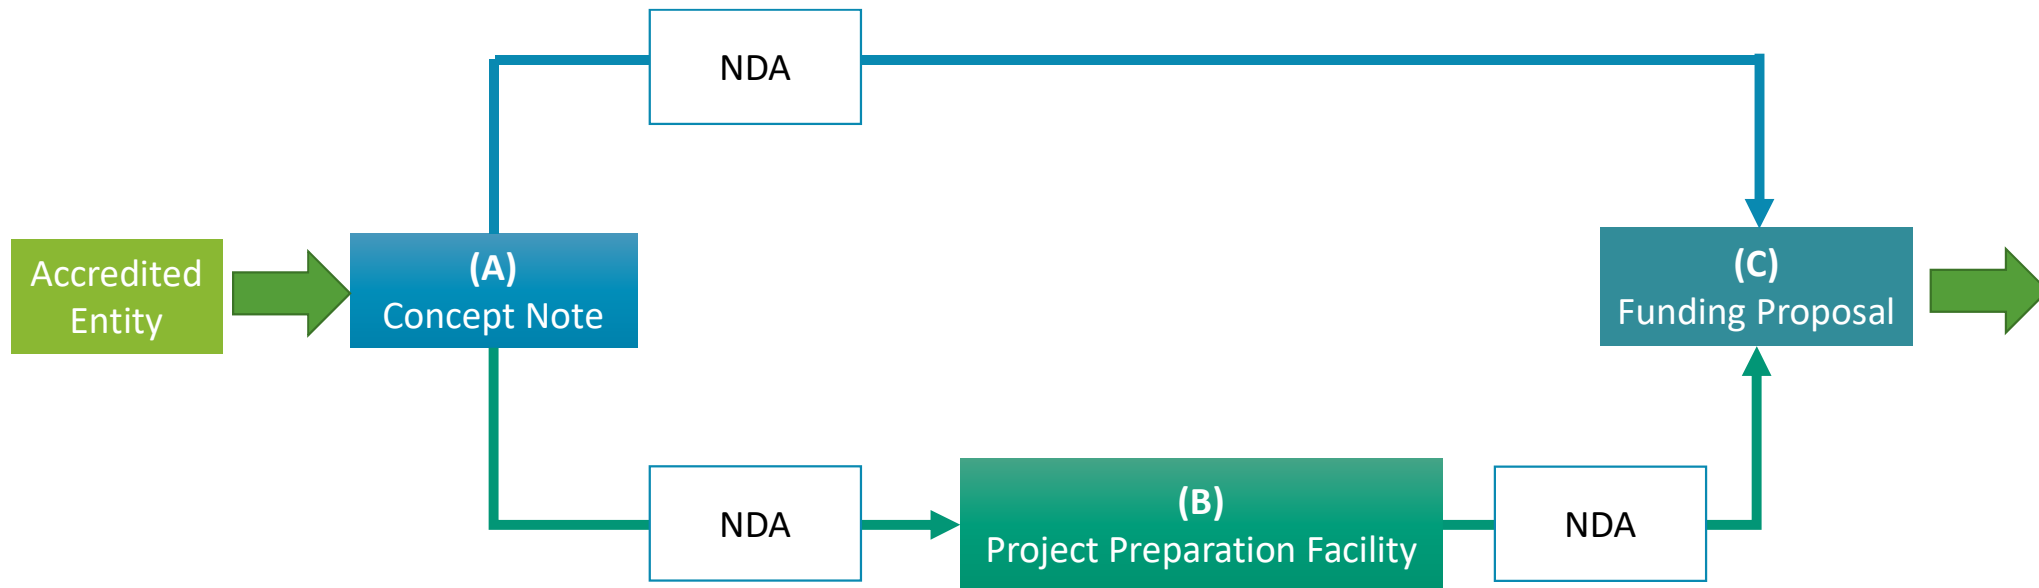 NDA
Accredited
Entity
(A)
Concept Note
(C)
Funding Proposal
NDA
(B)
Project Preparation Facility
NDA